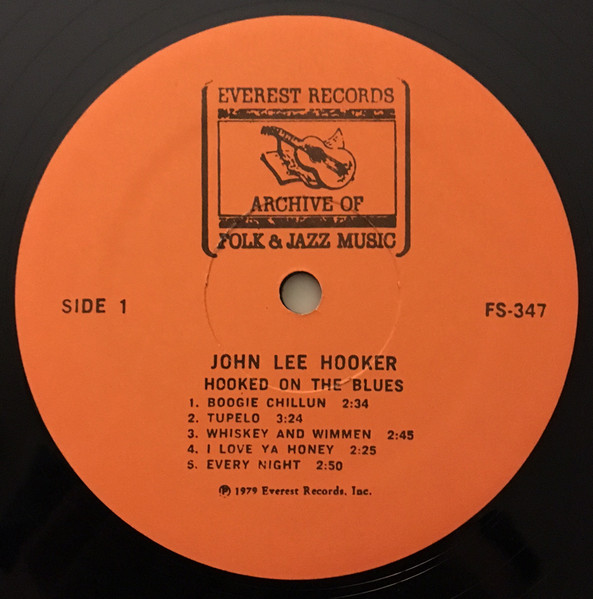 EVEREST RECORDS
ARCHIVE OF
FOLK & JAZZ MUSIC
SIDE 1
FS-347
JOHN LEE HOOKER
HOOKED ON THE BLUES
1. BOOGIE CHILLUN 2:34
2. TUPELO 3:24
3. WHISKEY AND WIMMEN 2:45
4. I LOVE YA HONEY 2:25
5. EVERY NIGHT 2:50
℗ 1979 Everest Records, Inc.